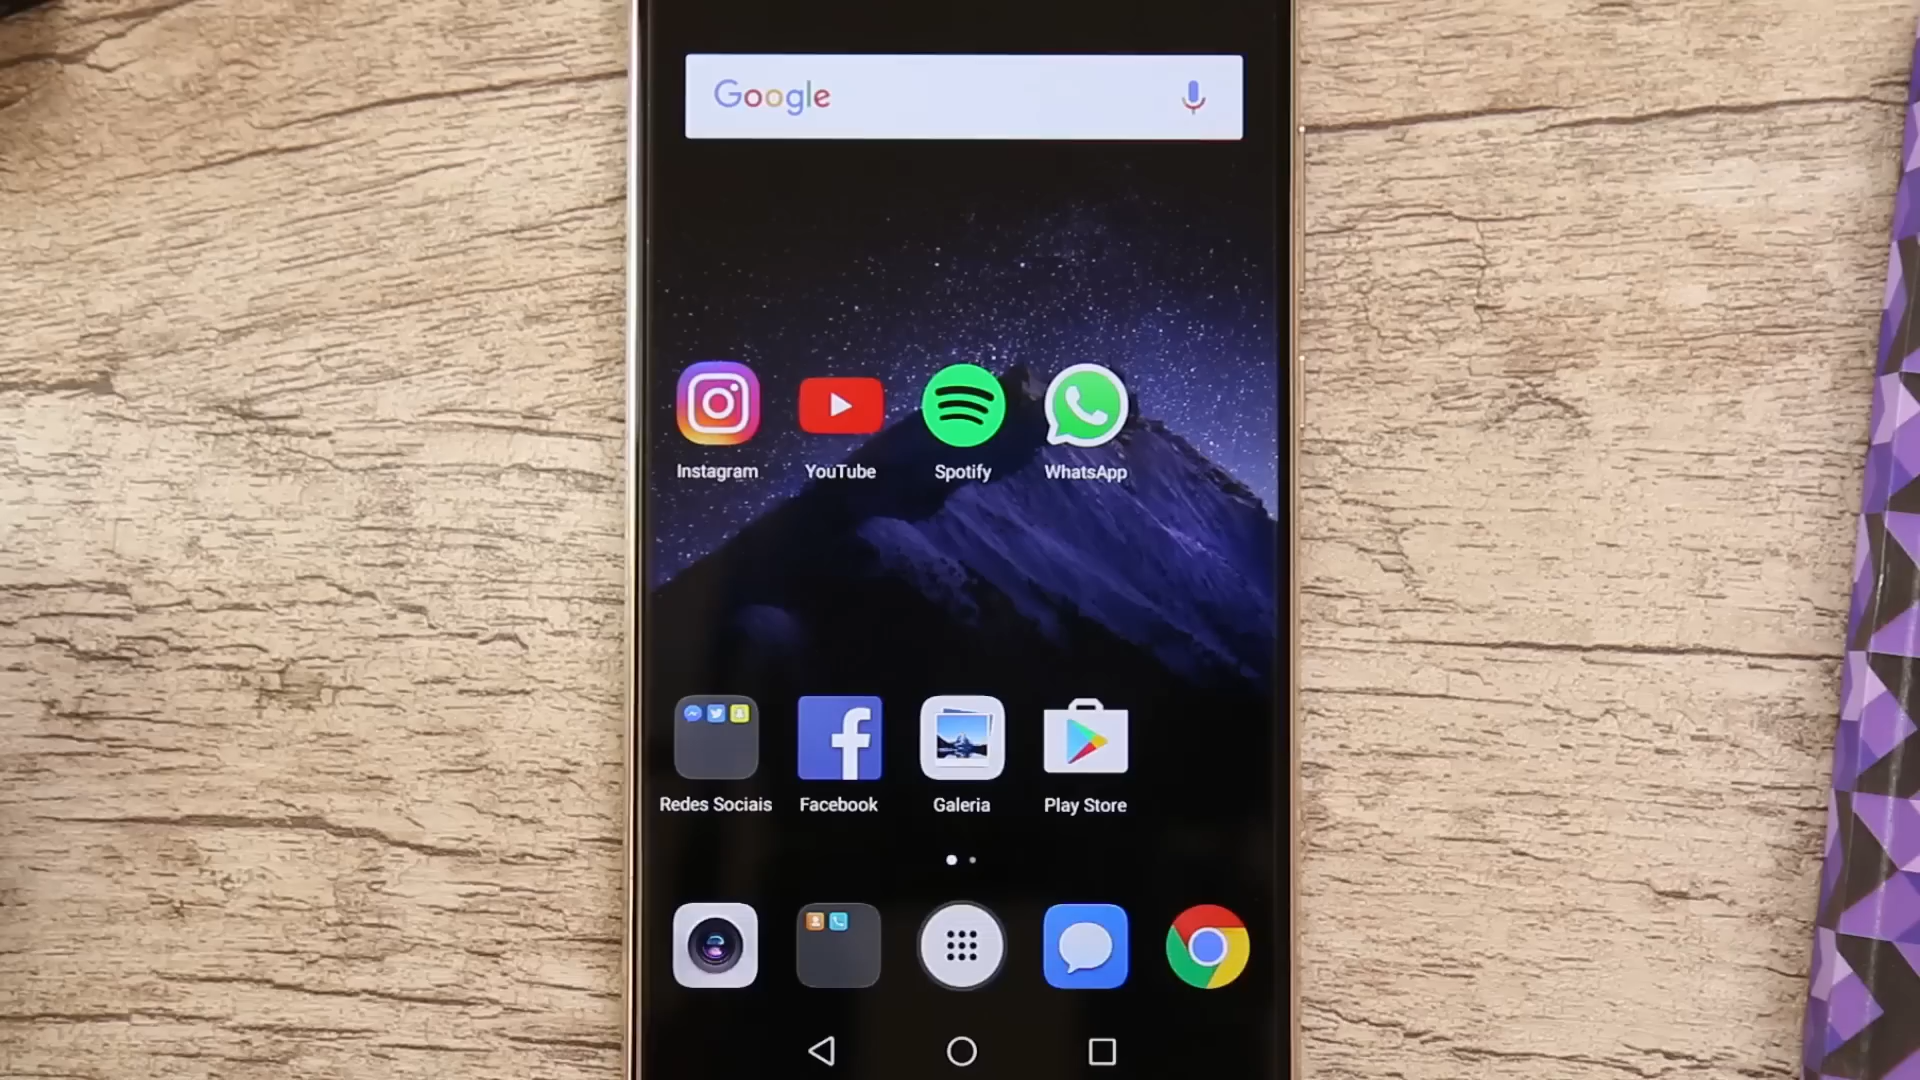 Google
Instagram
YouTube
Spotify
WhatsApp
Redes Sociais
Facebook
Galeria
Play Store